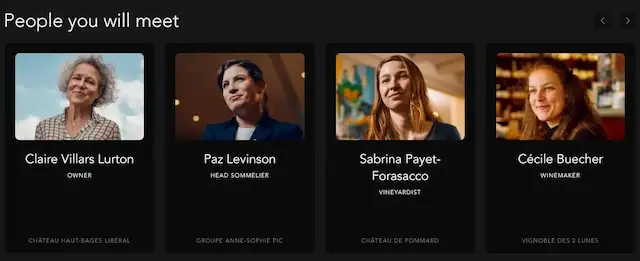 People you will meet
Claire Villars Lurton
OWNER
CHÂTEAU HAUT-BAGES LIBÉRAL
Paz Levinson
HEAD SOMMELIER
GROUPE ANNE-SOPHIE PIC
Sabrina Payet-
Forasacco
VINEYARDIST
CHÂTEAU DE POMMARD
Cécile Buecher
WINEMAKER
VIGNOBLE DES 2 LUNES